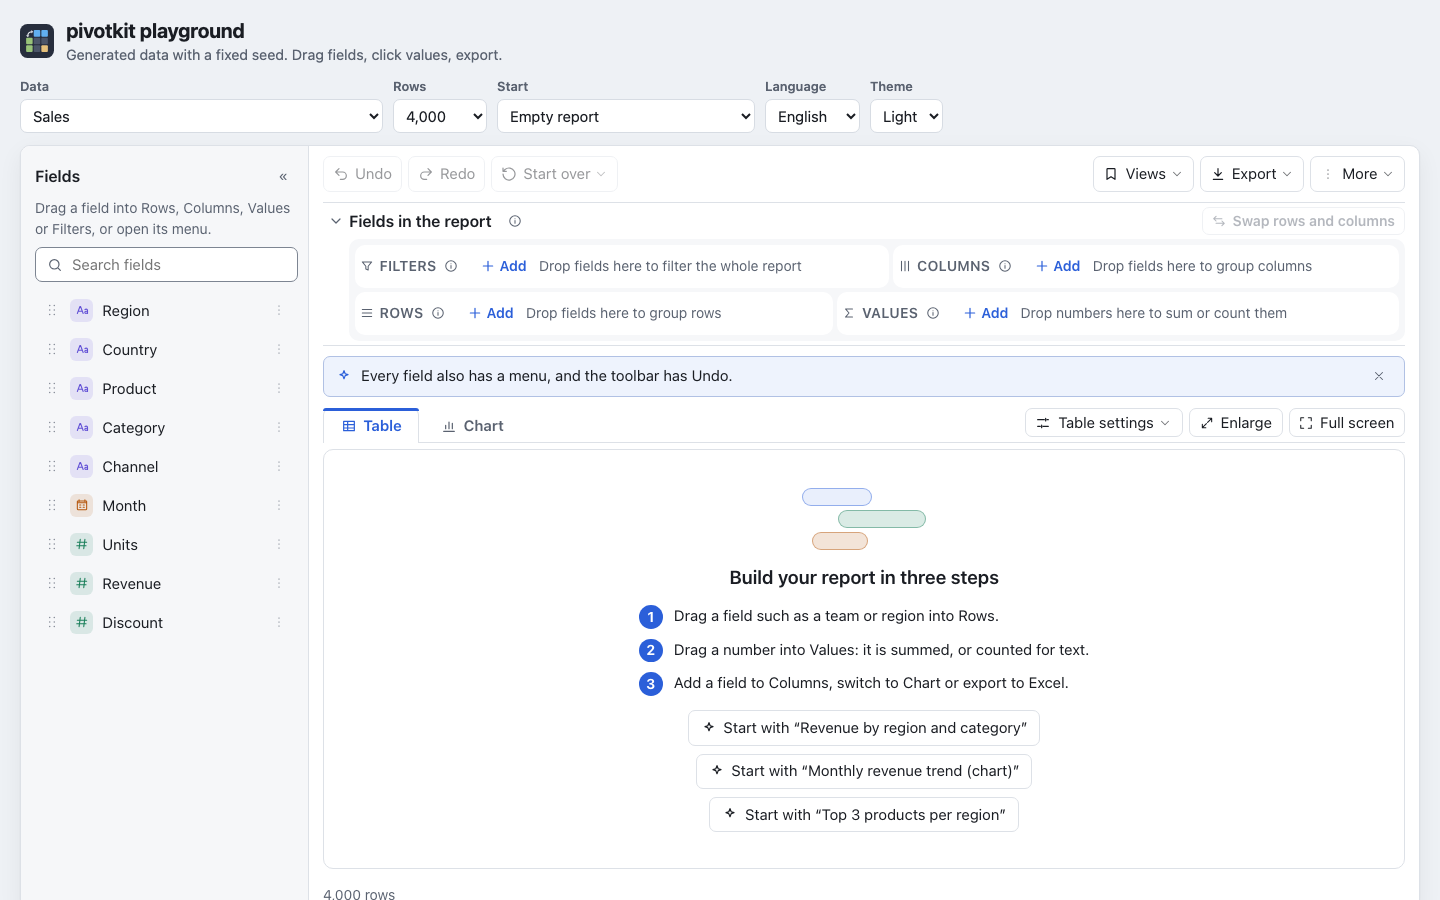 pivotkit playground
Generated data with a fixed seed. Drag fields, click values, export.
Data
Rows
Start
Language
Theme
Sales
4,000
Empty report
English
Light
Fields
«
Drag a field into Rows, Columns, Values
or Filters, or open its menu.
Search fields
Aa Region
Aa Country
Aa Product
Aa Category
Aa Channel
Month
# Units
# Revenue
# Discount
Undo
Redo
Start over
Views
Export
More
Fields in the report
Swap rows and columns
FILTERS
+ Add
Drop fields here to filter the whole report
COLUMNS
+ Add
Drop fields here to group columns
ROWS
+ Add
Drop fields here to group rows
Σ VALUES
+ Add
Drop numbers here to sum or count them
Every field also has a menu, and the toolbar has Undo.
Table
Chart
Table settings
Enlarge
Full screen
Build your report in three steps
1 Drag a field such as a team or region into Rows.
2 Drag a number into Values: it is summed, or counted for text.
3 Add a field to Columns, switch to Chart or export to Excel.
Start with “Revenue by region and category”
Start with “Monthly revenue trend (chart)”
Start with “Top 3 products per region”
4,000 rows